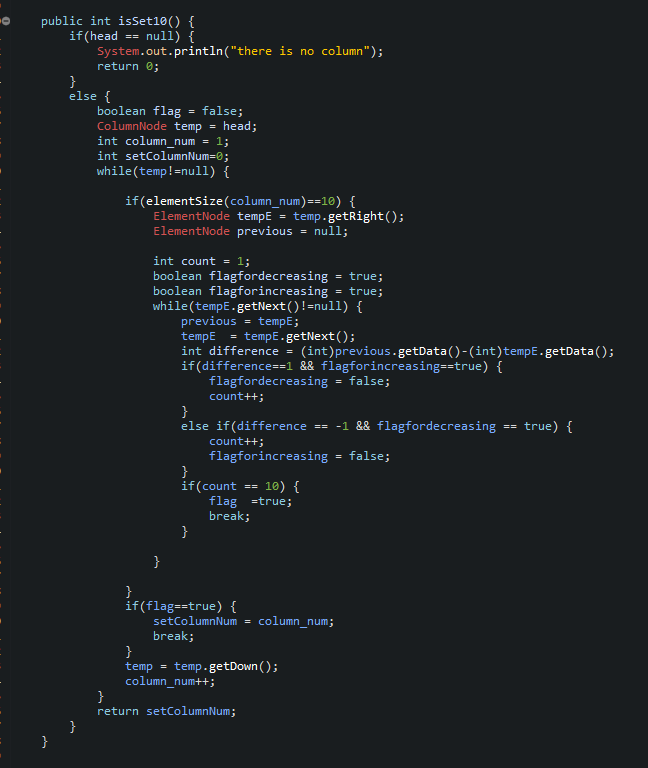 public int isSet10() {
if(head == null) {
System.out.println("there is no column");
return 0;
}
else {
boolean flag = false;
ColumnNode temp = head;
int column_num = 1;
int setColumnNum=0;
while(temp!=null) {
if(elementSize(column_num)==10) {
ElementNode tempE = temp.getRight();
ElementNode previous = null;
int count = 1;
boolean flagfordecreasing = true;
boolean flagforincreasing = true;
while(tempE.getNext()!=null) {
previous = tempE;
tempE  = tempE.getNext();
int difference = (int)previous.getData()-(int)tempE.getData();
if(difference==1 && flagforincreasing==true) {
flagfordecreasing = false;
count++;
}
else if(difference == -1 && flagfordecreasing == true) {
count++;
flagforincreasing = false;
}
if(count == 10) {
flag  =true;
break;
}
}
}
if(flag==true) {
setColumnNum = column_num;
break;
}
temp = temp.getDown();
column_num++;
}
return setColumnNum;
}
}